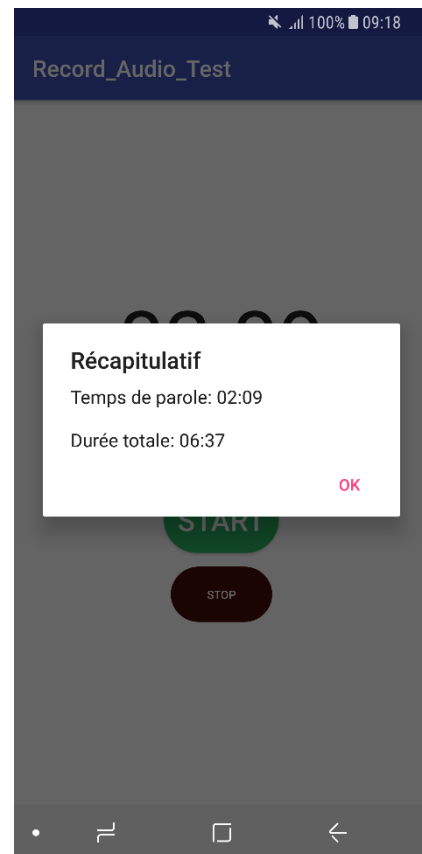 100% 09:18
Record_Audio_Test
Récapitulatif
Temps de parole: 02:09
Durée totale: 06:37
OK
START
STOP